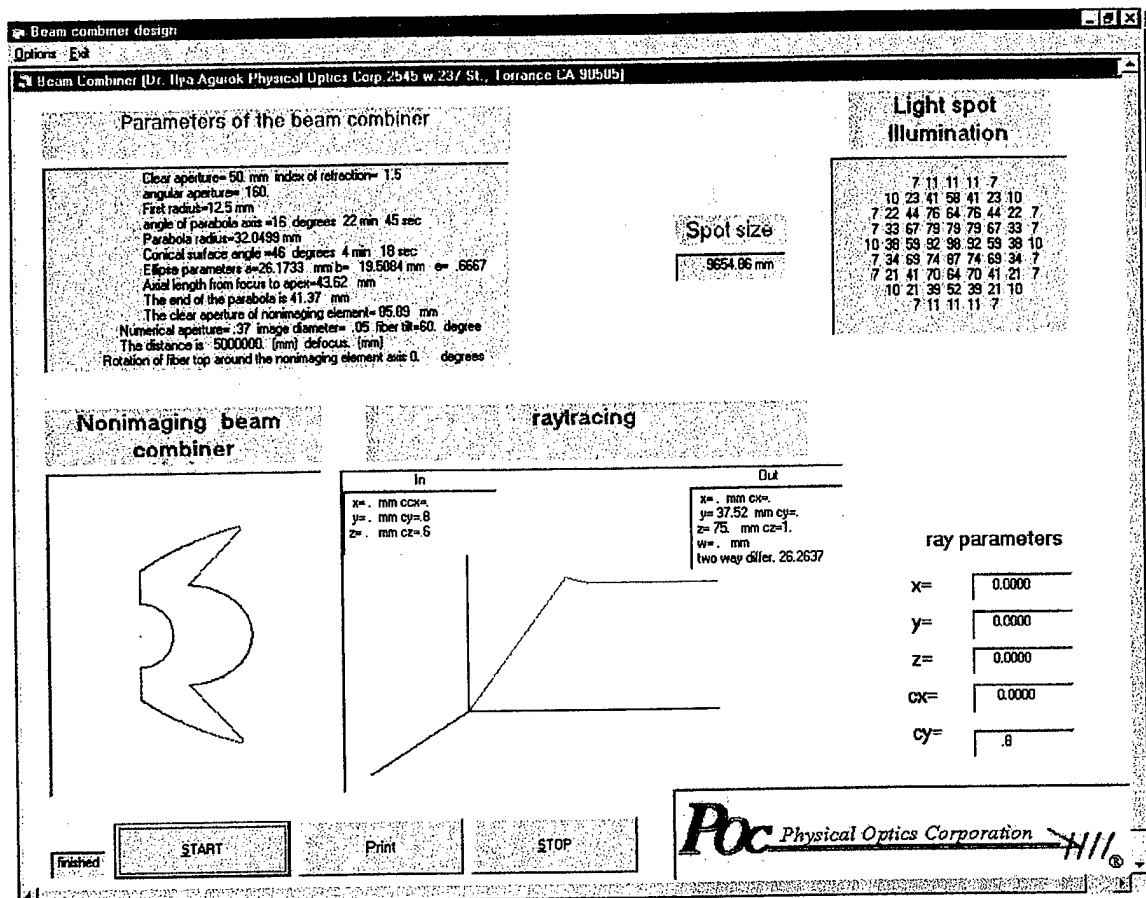 Beam combiner design
Options Exit
Beam Combiner [Dr. Ilya Agurok Physical Optics Corp.2545 w.237 St., Torrance CA 90505]
Parameters of the beam combiner
Clear aperture= 50. mm index of refraction= 1.5
angular aperture= 160.
First radius=12.5 mm
angle of parabola axis =16 degrees 22 min 45 sec
Parabola radius=32.0499 mm
Conical surface angle =46 degrees 4 min 18 sec
Ellipse parameters a=26.1733 mm b= 19.5084 mm e= .6667
Axial length from focus to apex=43.62 mm
The end of the parabola is 41.37 mm
The clear aperture of nonimaging element= 85.89 mm
Numerical aperture= .37 image diameter= .05 fiber tilt=60. degree
The distance is 5000000. (mm) defocus. (mm)
Rotation of fiber top around the nonimaging element axis 0. degrees
Spot size
9654.86 mm
Light spot
Illumination
7 11 11 11 7
10 23 41 58 41 23 10
7 22 44 76 64 76 44 22 7
7 33 67 79 79 79 67 33 7
10 38 59 92 98 92 59 38 10
7 34 69 74 87 74 69 34 7
7 21 41 70 64 70 41 21 7
10 21 39 52 39 21 10
7 11 11 11 7
Nonimaging beam
combiner
raytracing
In
x= . mm ccx=.
y= . mm cy=.8
z= . mm cz=.6
Out
x= . mm cx=.
y= 37.52 mm cy=.
z= 75. mm cz=1.
w=. mm
two way differ. 26.2637
ray parameters
x= 0.0000
y= 0.0000
z= 0.0000
cx= 0.0000
cy= .8
finished
START
Print
STOP
POC Physical Optics Corporation ®